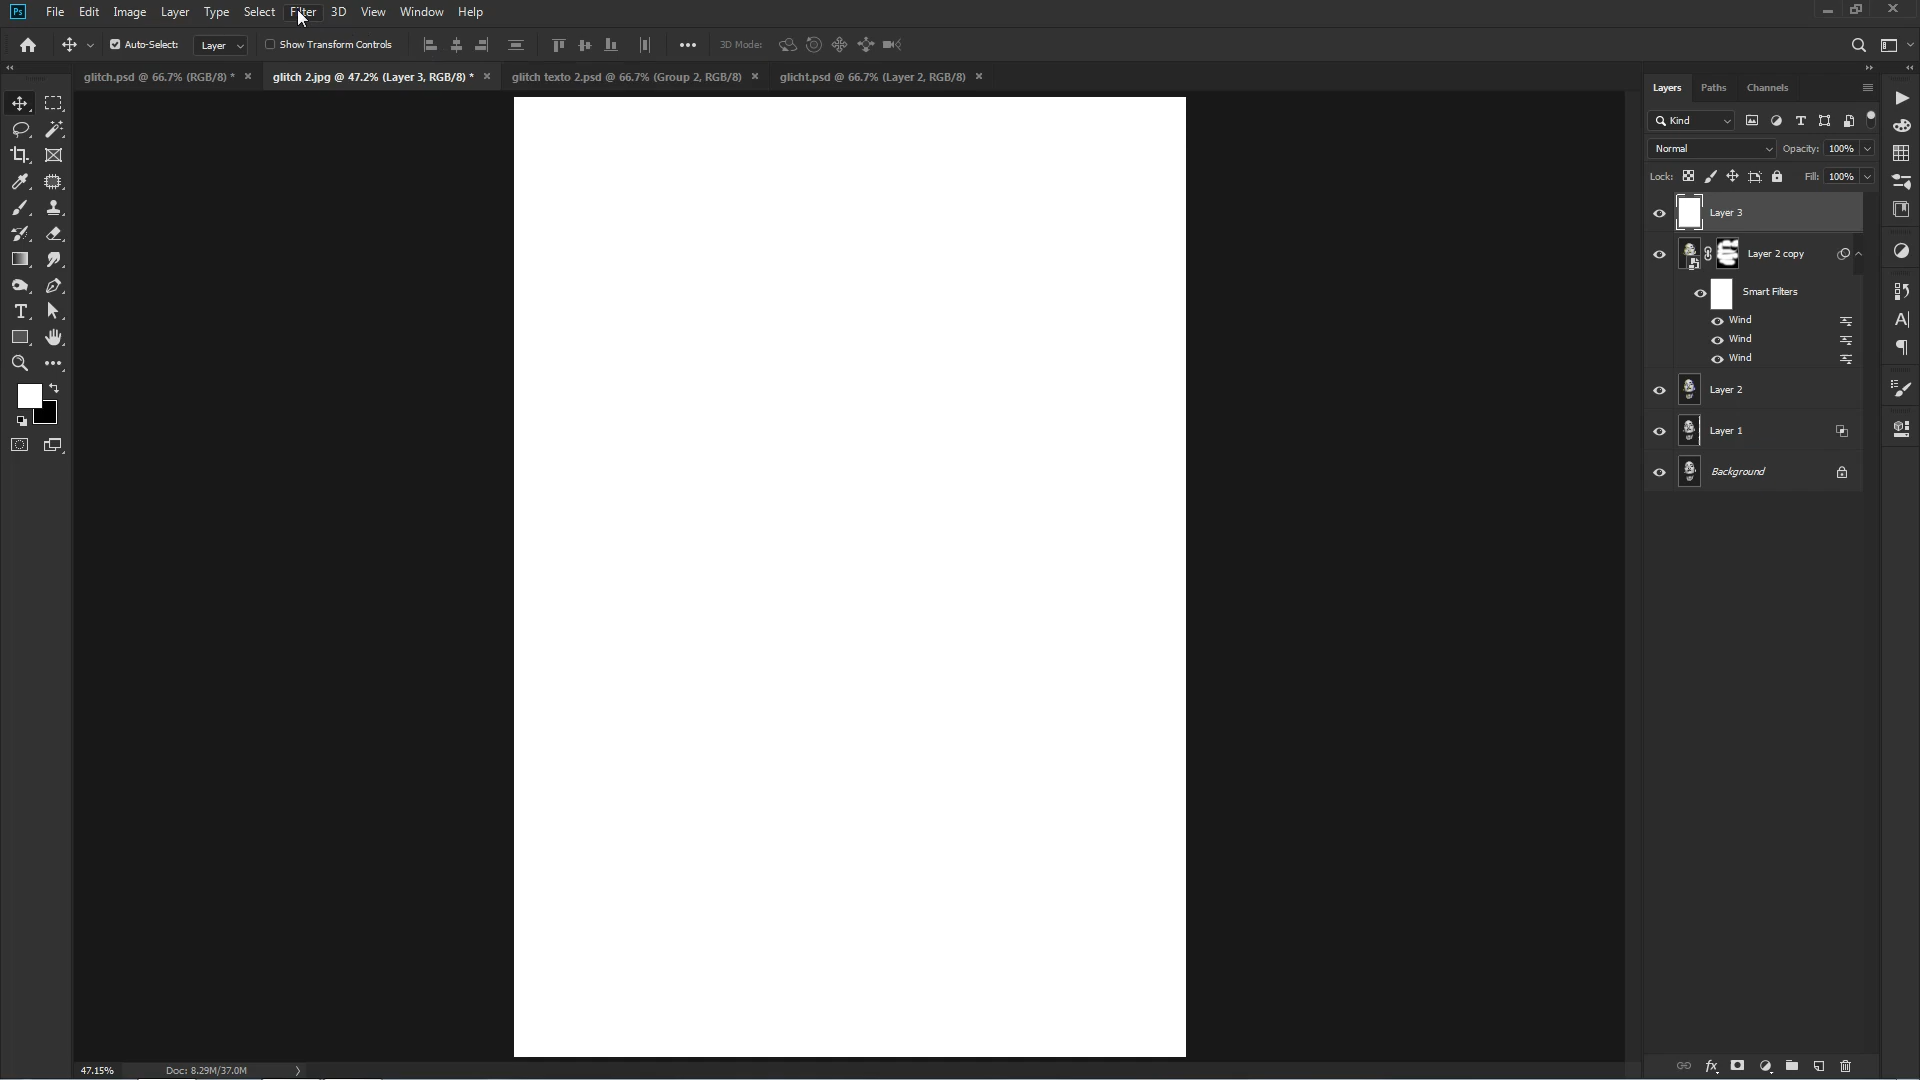 Ps File Edit Image Layer Type Select Filter 3D View Window Help
Auto-Select: Layer Show Transform Controls 3D Mode:
glitch.psd @ 66.7% (RGB/8) * glitch 2.jpg @ 47.2% (Layer 3, RGB/8) * glitch texto 2.psd @ 66.7% (Group 2, RGB/8) glicht.psd @ 66.7% (Layer 2, RGB/8)
Layers Paths Channels
Kind
Normal Opacity: 100%
Lock: Fill: 100%
Layer 3
Layer 2 copy
Smart Filters
Wind
Wind
Wind
Layer 2
Layer 1
Background
47.15% Doc: 8.29M/37.0M